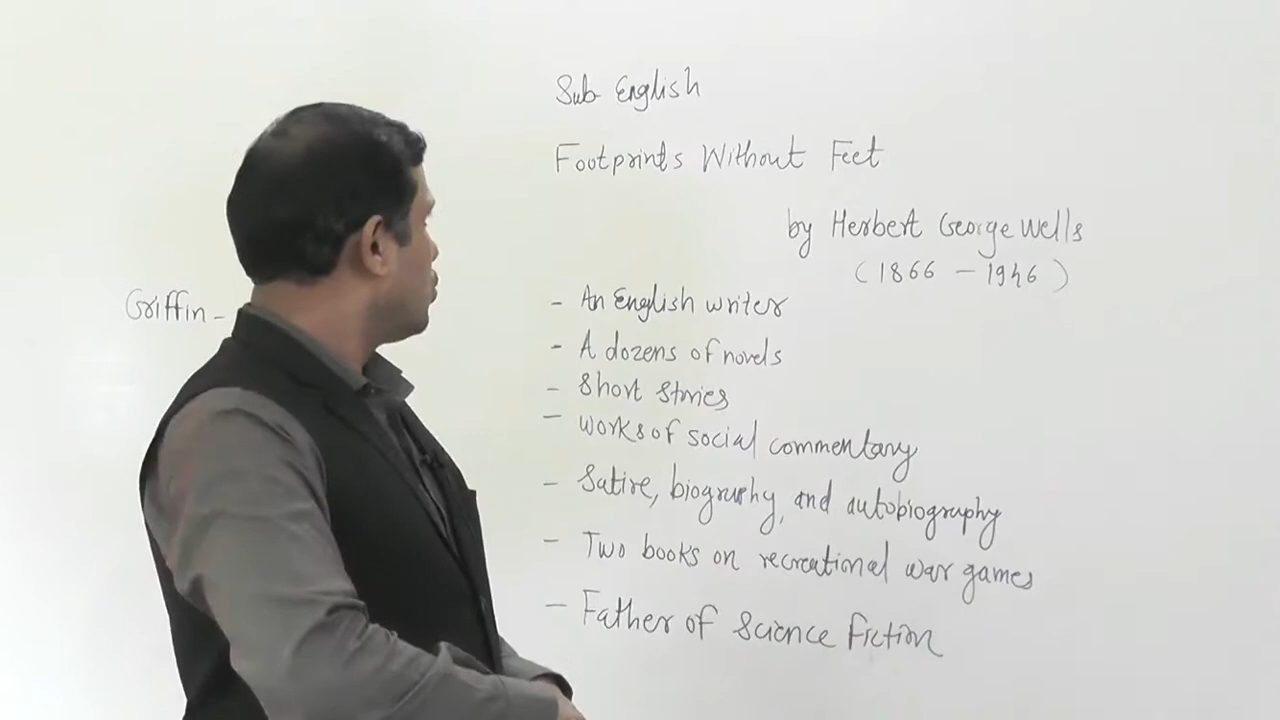 Sub English
Footprints Without Feet
by Herbert George Wells
(1866 - 1946)
Griffin -
- An English writer
- A dozens of novels
- Short stories
- works of social commentary
- Satire, biography, and autobiography
- Two books on recreational war games
- Father of Science Fiction